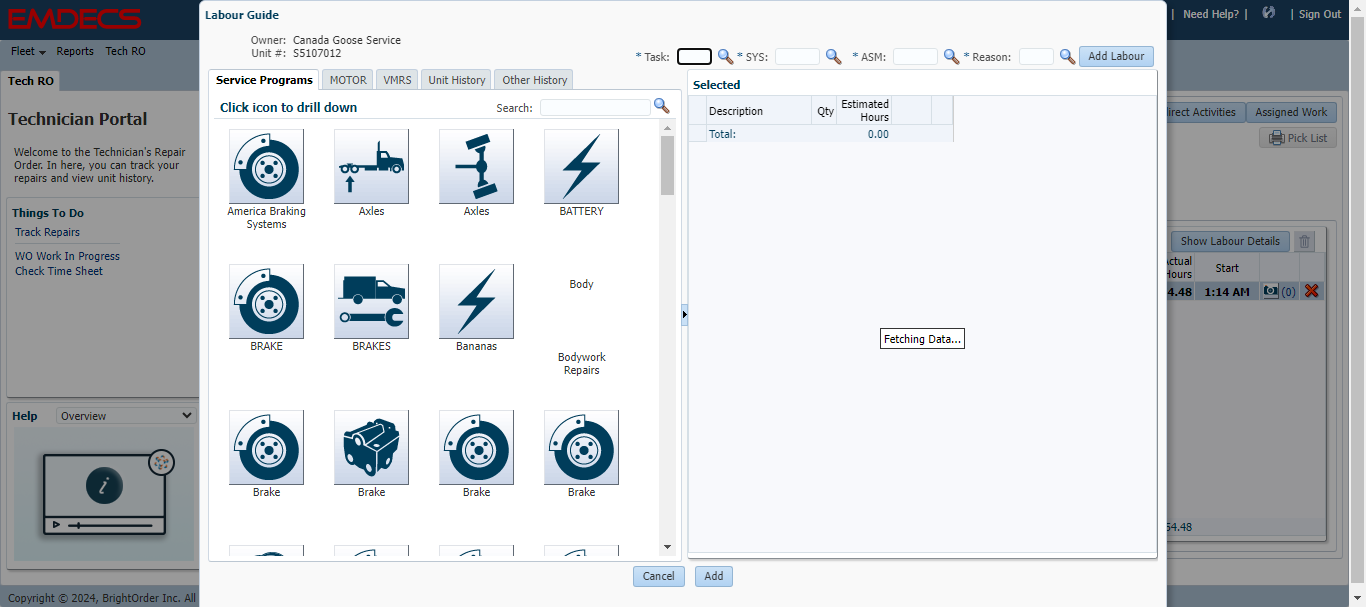 EMDECS
Need Help? |
| Sign Out
Fleet
Reports
Tech RO
Tech RO
Technician Portal
Welcome to the Technician's Repair
Order. In here, you can track your
repairs and view unit history.
Things To Do
Track Repairs
WO Work In Progress
Check Time Sheet
Help
Overview
Copyright © 2024, BrightOrder Inc. All
Labour Guide
Owner: Canada Goose Service
Unit #: S5107012
* Task:
* SYS:
* ASM:
* Reason:
Add Labour
Service Programs
MOTOR
VMRS
Unit History
Other History
Click icon to drill down
Search:
America Braking
Systems
Axles
Axles
BATTERY
BRAKE
BRAKES
Bananas
Body
Bodywork
Repairs
Brake
Brake
Brake
Brake
Selected
Description
Qty
Estimated
Hours
Total:
0.00
Fetching Data...
Cancel
Add
direct Activities
Assigned Work
Pick List
Show Labour Details
Actual
Hours
Start
4.48
1:14 AM
(0)
54.48